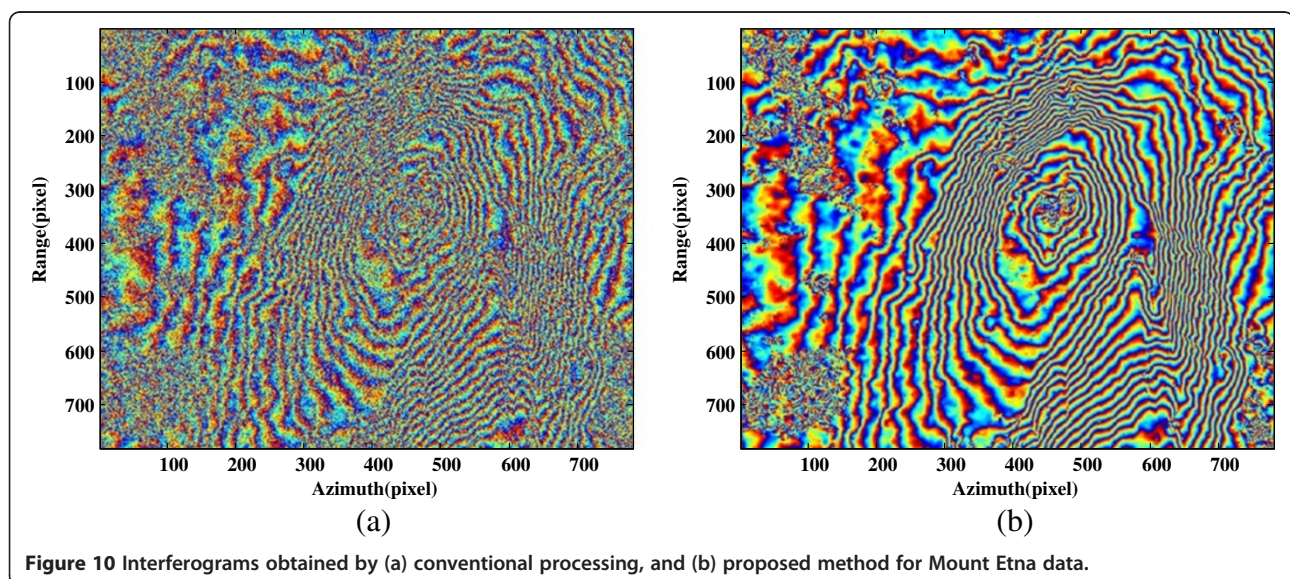 100
200
300
400
500
600
700
Range(pixel)
100 200 300 400 500 600 700
Azimuth(pixel)
(a)
100
200
300
400
500
600
700
Range(pixel)
100 200 300 400 500 600 700
Azimuth(pixel)
(b)
Figure 10 Interferograms obtained by (a) conventional processing, and (b) proposed method for Mount Etna data.